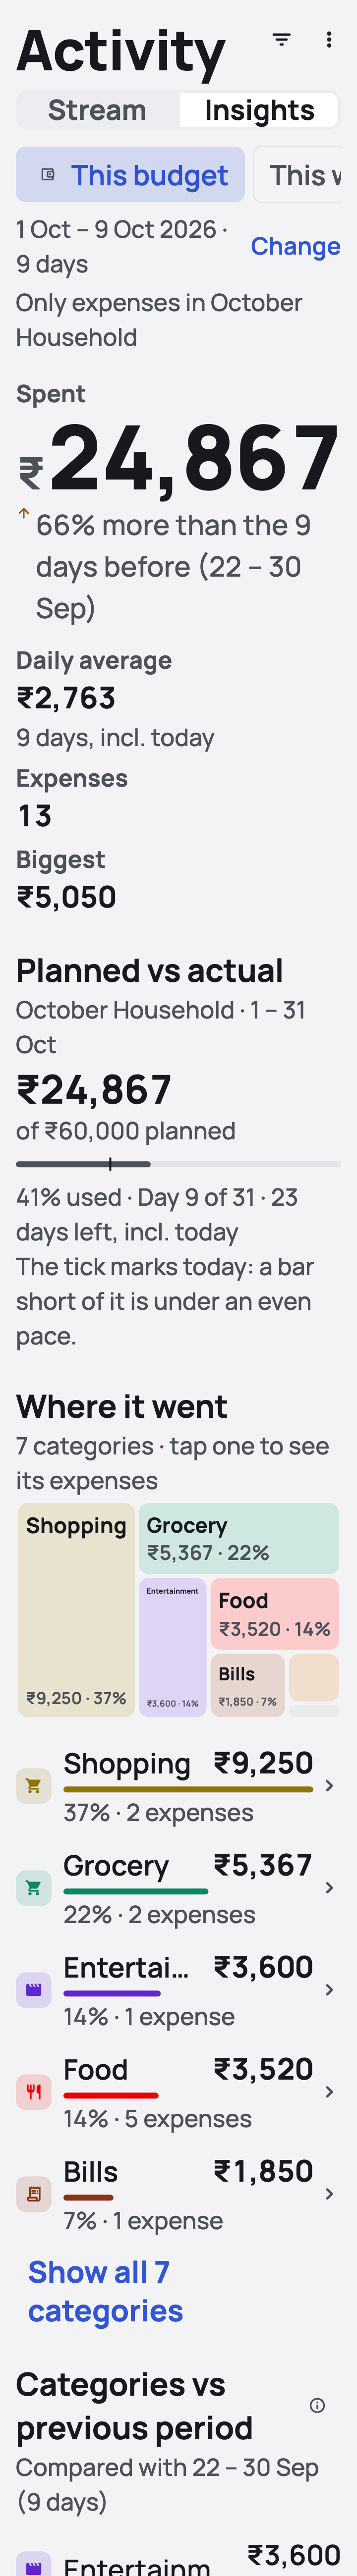 Activity
Stream
Insights
This budget
This w
1 Oct – 9 Oct 2026 ·
9 days
Change
Only expenses in October
Household
Spent
₹24,867
66% more than the 9
days before (22 – 30
Sep)
Daily average
₹2,763
9 days, incl. today
Expenses
13
Biggest
₹5,050
Planned vs actual
October Household · 1 – 31
Oct
₹24,867
of ₹60,000 planned
41% used · Day 9 of 31 · 23
days left, incl. today
The tick marks today: a bar
short of it is under an even
pace.
Where it went
7 categories · tap one to see
its expenses
Shopping
₹9,250 · 37%
Grocery
₹5,367 · 22%
Entertainment
₹3,600 · 14%
Food
₹3,520 · 14%
Bills
₹1,850 · 7%
Shopping ₹9,250
37% · 2 expenses
Grocery ₹5,367
22% · 2 expenses
Entertai... ₹3,600
14% · 1 expense
Food ₹3,520
14% · 5 expenses
Bills ₹1,850
7% · 1 expense
Show all 7
categories
Categories vs
previous period
Compared with 22 – 30 Sep
(9 days)
₹3,600
Entertainm